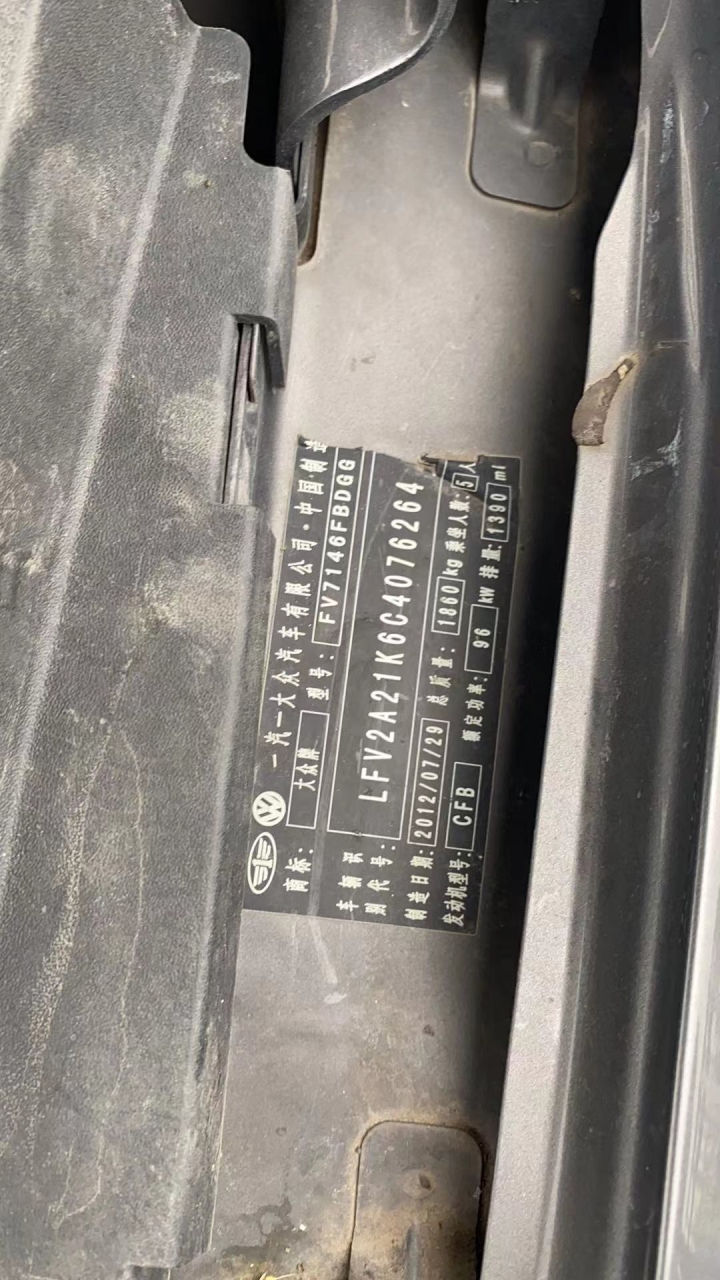 一汽一大众汽车有限公司·中国制造
商标: 大众牌 型号: FV7146FBDGG
车辆识别代号: LFV2A21K6C4076264
制造日期: 2012/07/29 总质量: 1860 kg 乘坐人数: 5 人
发动机型号: CFB 额定功率: 96 kW 排量: 1390 ml